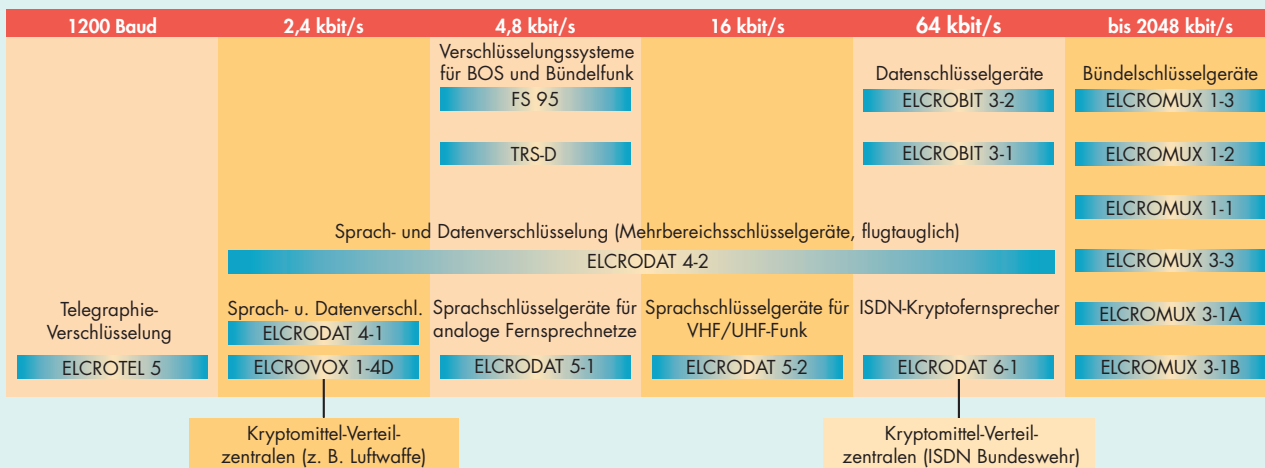 1200 Baud
2,4 kbit/s
4,8 kbit/s
16 kbit/s
64 kbit/s
bis 2048 kbit/s
Verschlüsselungssysteme
für BOS und Bündelfunk
FS 95
TRS-D
Datenschlüsselgeräte
ELCROBIT 3-2
ELCROBIT 3-1
Bündelschlüsselgeräte
ELCROMUX 1-3
ELCROMUX 1-2
ELCROMUX 1-1
ELCROMUX 3-3
ELCROMUX 3-1A
ELCROMUX 3-1B
Sprach- und Datenverschlüsselung (Mehrbereichsschlüsselgeräte, flugtauglich)
ELCRODAT 4-2
Telegraphie-
Verschlüsselung
ELCROTEL 5
Sprach- u. Datenverschl.
ELCRODAT 4-1
ELCROVOX 1-4D
Sprachschlüsselgeräte für
analoge Fernsprechnetze
ELCRODAT 5-1
Sprachschlüsselgeräte für
VHF/UHF-Funk
ELCRODAT 5-2
ISDN-Kryptofernsprecher
ELCRODAT 6-1
Kryptomittel-Verteil-
zentralen (z. B. Luftwaffe)
Kryptomittel-Verteil-
zentralen (ISDN Bundeswehr)